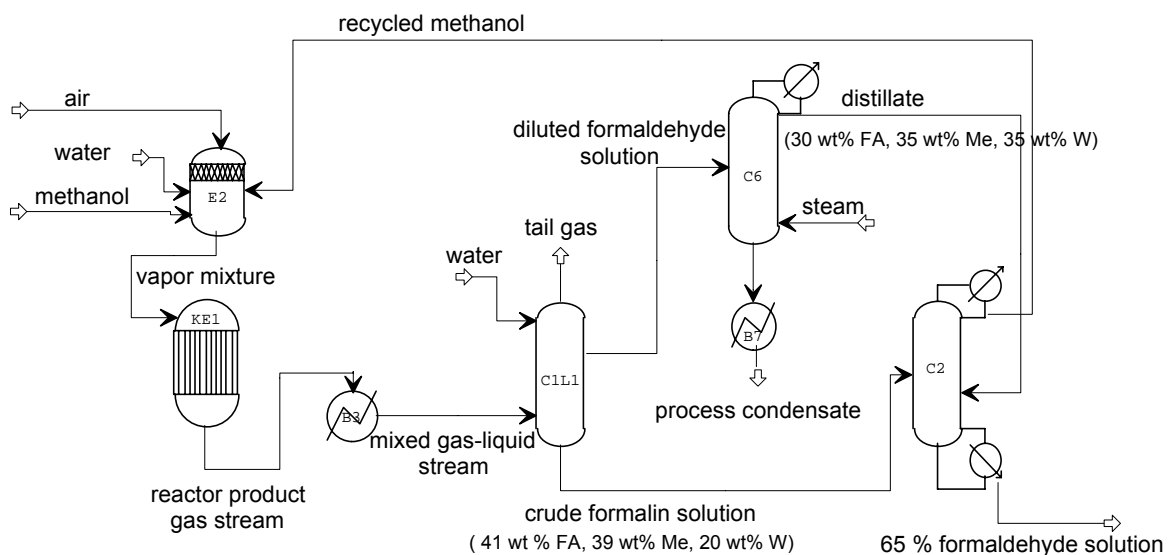 recycled methanol
air
distillate
diluted formaldehyde
solution
(30 wt% FA, 35 wt% Me, 35 wt% W)
water
E2
C6
methanol
steam
tail gas
water
vapor mixture
KE1
B7
C1L1
C2
process condensate
B3
mixed gas-liquid
stream
reactor product
gas stream
crude formalin solution
( 41 wt % FA, 39 wt% Me, 20 wt% W)
65 % formaldehyde solution